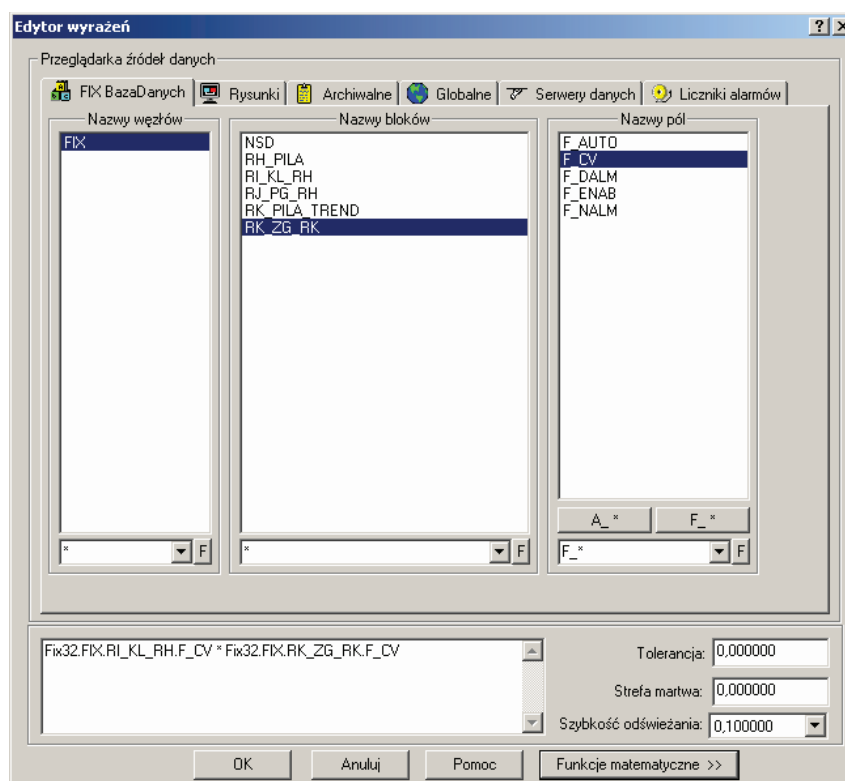 Edytor wyrażeń
Przeglądarka źródeł danych
FIX BazaDanych Rysunki Archiwalne Globalne Serwery danych Liczniki alarmów
Nazwy węzłów Nazwy bloków Nazwy pól
FIX
NSD
RH_PILA
RI_KL_RH
RJ_PG_RH
RK_PILA_TREND
RK_ZG_RK
F_AUTO
F_CV
F_DALM
F_ENAB
F_NALM
A_* F_*
* F * F F_* F
Fix32.FIX.RI_KL_RH.F_CV * Fix32.FIX.RK_ZG_RK.F_CV
Tolerancja: 0,000000
Strefa martwa: 0,000000
Szybkość odświeżania: 0,100000
OK Anuluj Pomoc Funkcje matematyczne >>